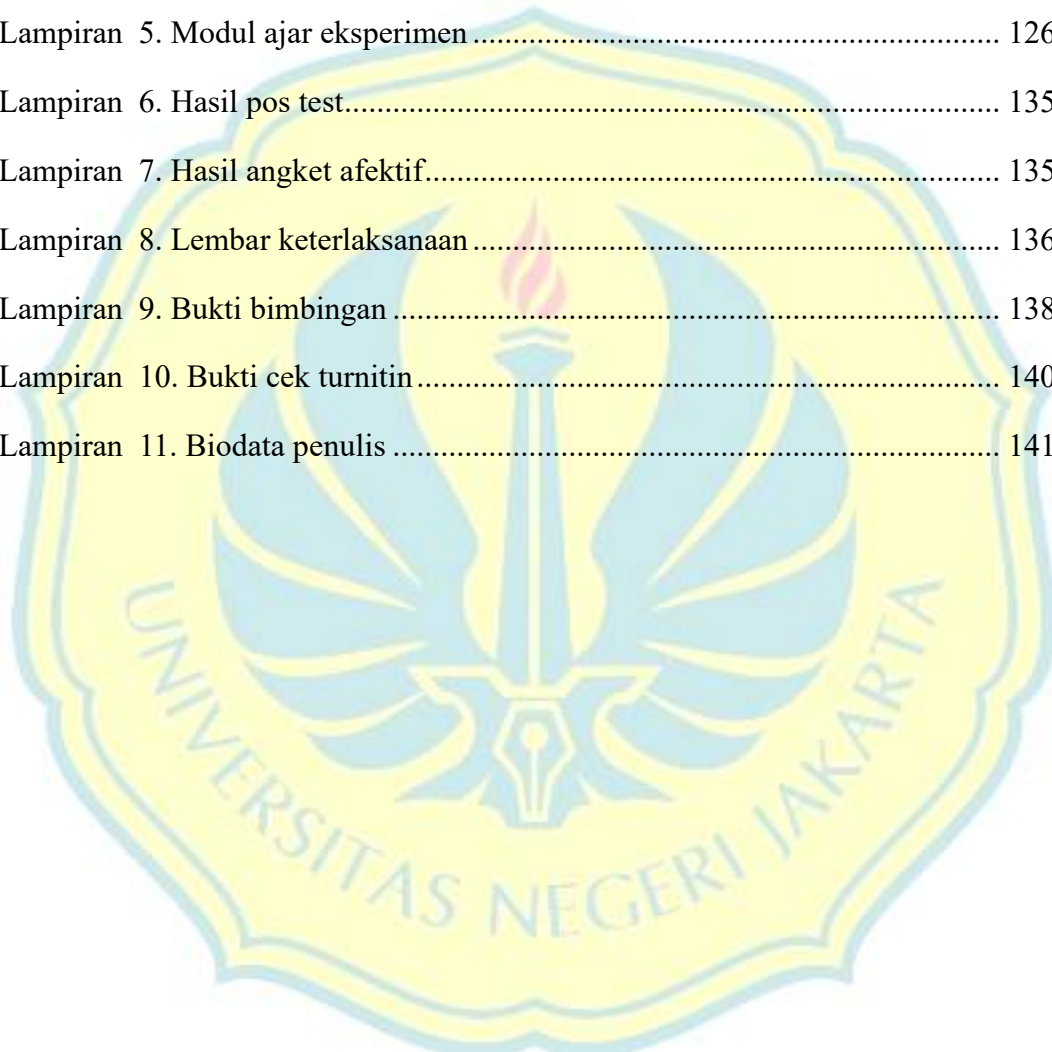 Lampiran  5. Modul ajar eksperimen ................................................................. 126
Lampiran  6. Hasil pos test................................................................................. 135
Lampiran  7. Hasil angket afektif....................................................................... 135
Lampiran  8. Lembar keterlaksanaan ................................................................. 136
Lampiran  9. Bukti bimbingan ........................................................................... 138
Lampiran  10. Bukti cek turnitin ........................................................................ 140
Lampiran  11. Biodata penulis ........................................................................... 141
UNIVERSITAS NEGERI JAKARTA